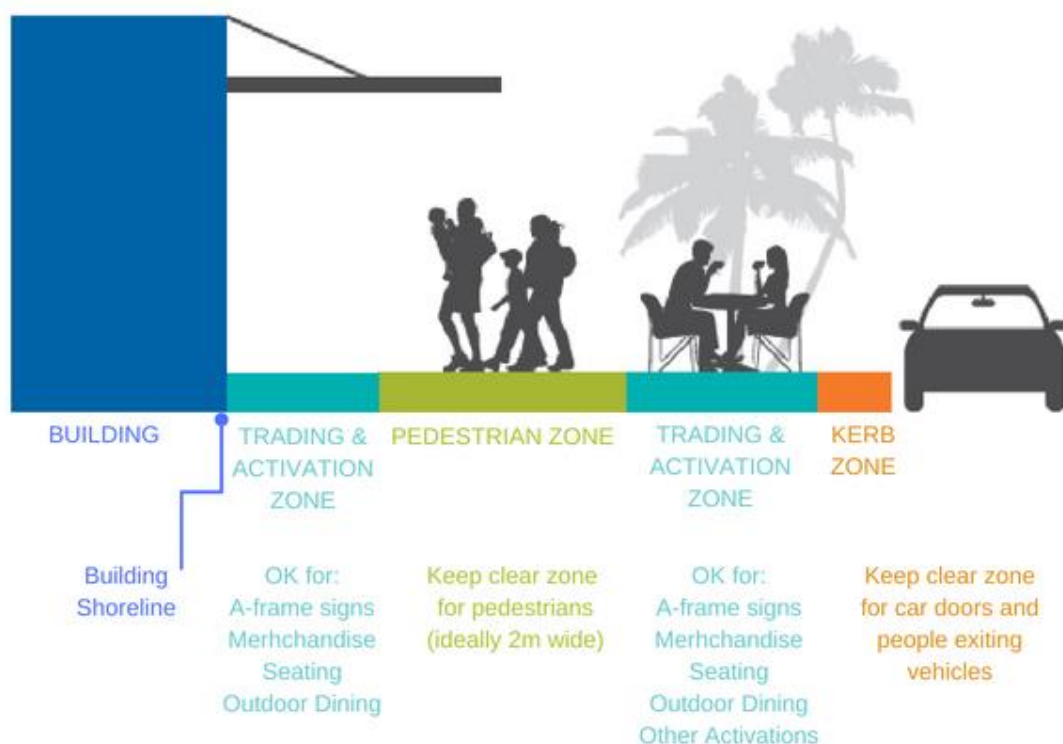 BUILDING
TRADING &
ACTIVATION
ZONE
PEDESTRIAN ZONE
TRADING &
ACTIVATION
ZONE
KERB
ZONE
Building
Shoreline
OK for:
A-frame signs
Merhchandise
Seating
Outdoor Dining
Keep clear zone
for pedestrians
(ideally 2m wide)
OK for:
A-frame signs
Merhchandise
Seating
Outdoor Dining
Other Activations
Keep clear zone
for car doors and
people exiting
vehicles